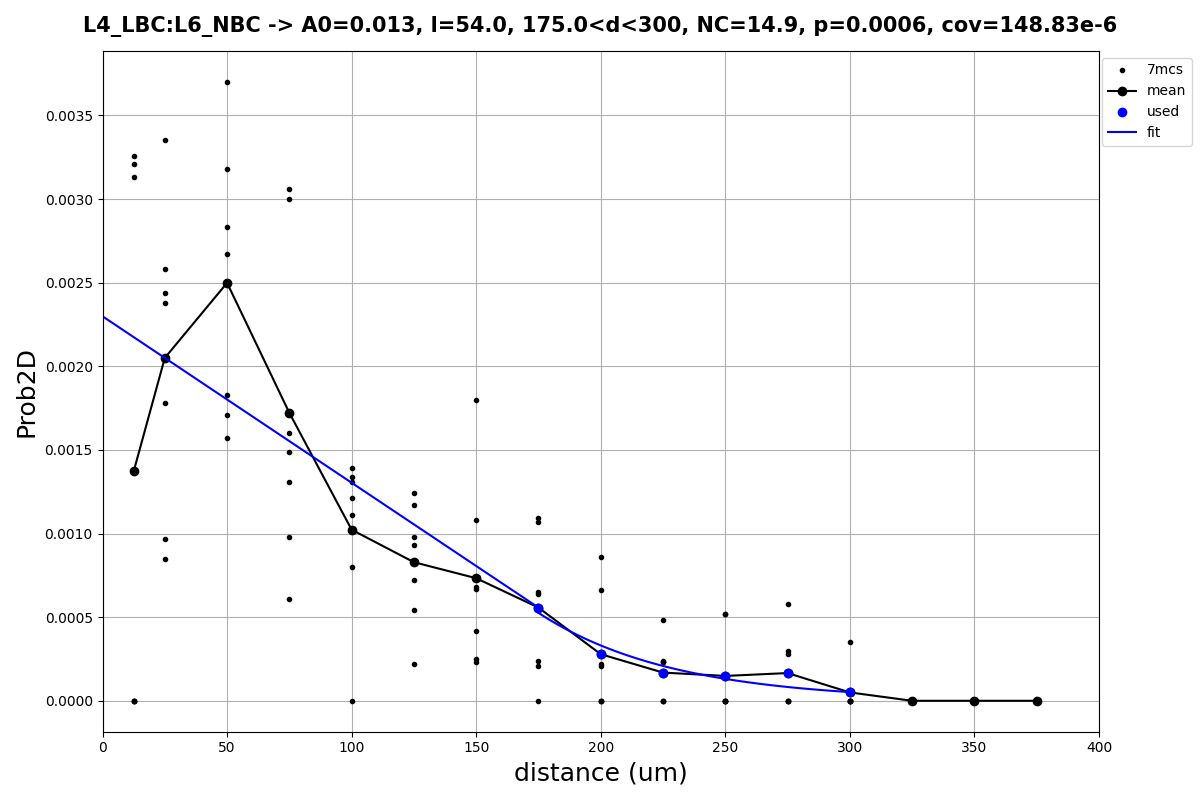 L4_LBC:L6_NBC -> A0=0.013, l=54.0, 175.0<d<300, NC=14.9, p=0.0006, cov=148.83e-6
7mcs
mean
used
fit
0.0035
0.0030
0.0025
0.0020
0.0015
0.0010
0.0005
0.0000
Prob2D
0 50 100 150 200 250 300 350 400
distance (um)